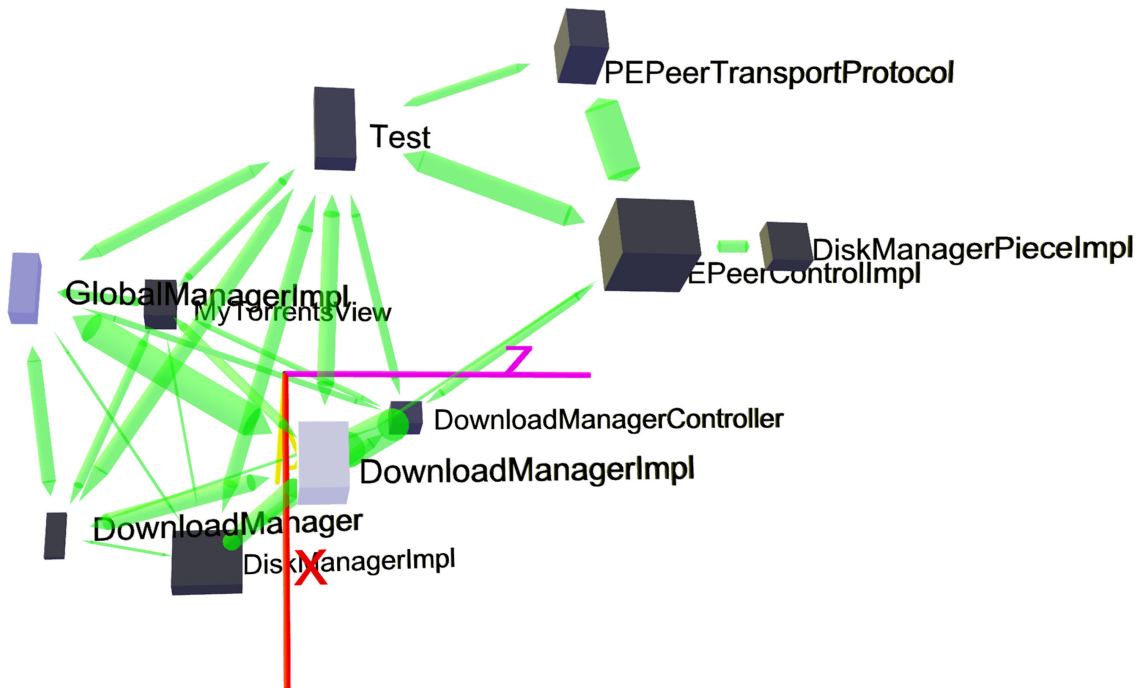 PEPeerTransportProtocol
Test
DiskManagerPieceImpl
EPeerControlImpl
GlobalManagerImpl
MyTorrentsView
Z
DownloadManagerController
DownloadManagerImpl
DownloadManager
DiskManagerImpl
X